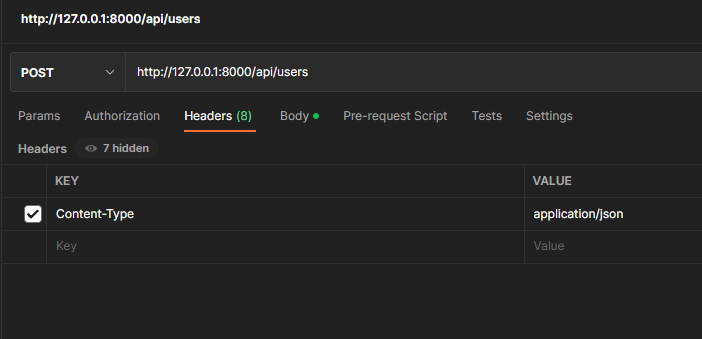 http://127.0.0.1:8000/api/users
POST http://127.0.0.1:8000/api/users
Params Authorization Headers (8) Body Pre-request Script Tests Settings
Headers 7 hidden
KEY VALUE
Content-Type application/json
Key Value